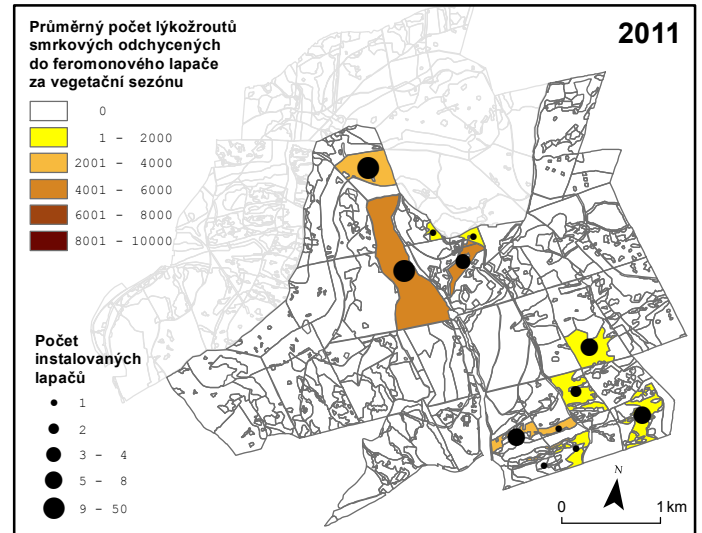 Průměrný počet lýkožroutů
smrkových odchycených
do feromonového lapače
za vegetační sezónu
0
1 - 2000
2001 - 4000
4001 - 6000
6001 - 8000
8001 - 10000
2011
Počet
instalovaných
lapačů
1
2
3 - 4
5 - 8
9 - 50
N
0 1 km